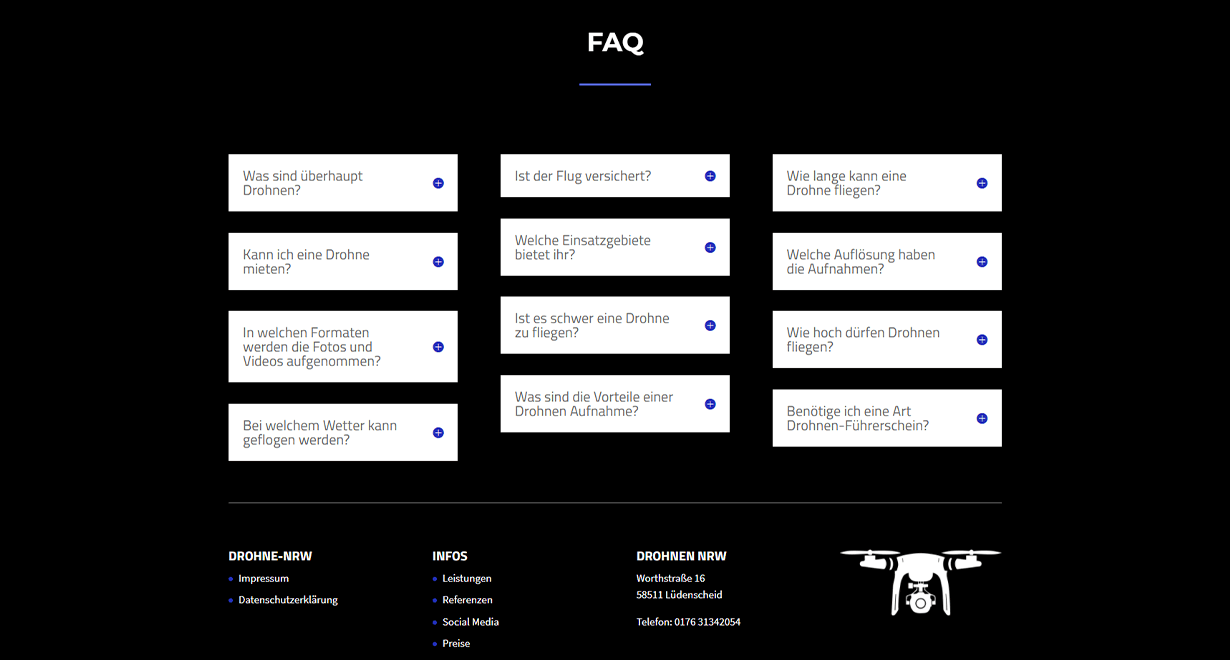 FAQ
Was sind überhaupt
Drohnen?
Kann ich eine Drohne
mieten?
In welchen Formaten
werden die Fotos und
Videos aufgenommen?
Bei welchem Wetter kann
geflogen werden?
Ist der Flug versichert?
Welche Einsatzgebiete
bietet ihr?
Ist es schwer eine Drohne
zu fliegen?
Was sind die Vorteile einer
Drohnen Aufnahme?
Wie lange kann eine
Drohne fliegen?
Welche Auflösung haben
die Aufnahmen?
Wie hoch dürfen Drohnen
fliegen?
Benötige ich eine Art
Drohnen-Führerschein?
DROHNE-NRW
Impressum
Datenschutzerklärung
INFOS
Leistungen
Referenzen
Social Media
Preise
DROHNEN NRW
Worthstraße 16
58511 Lüdenscheid
Telefon: 0176 31342054